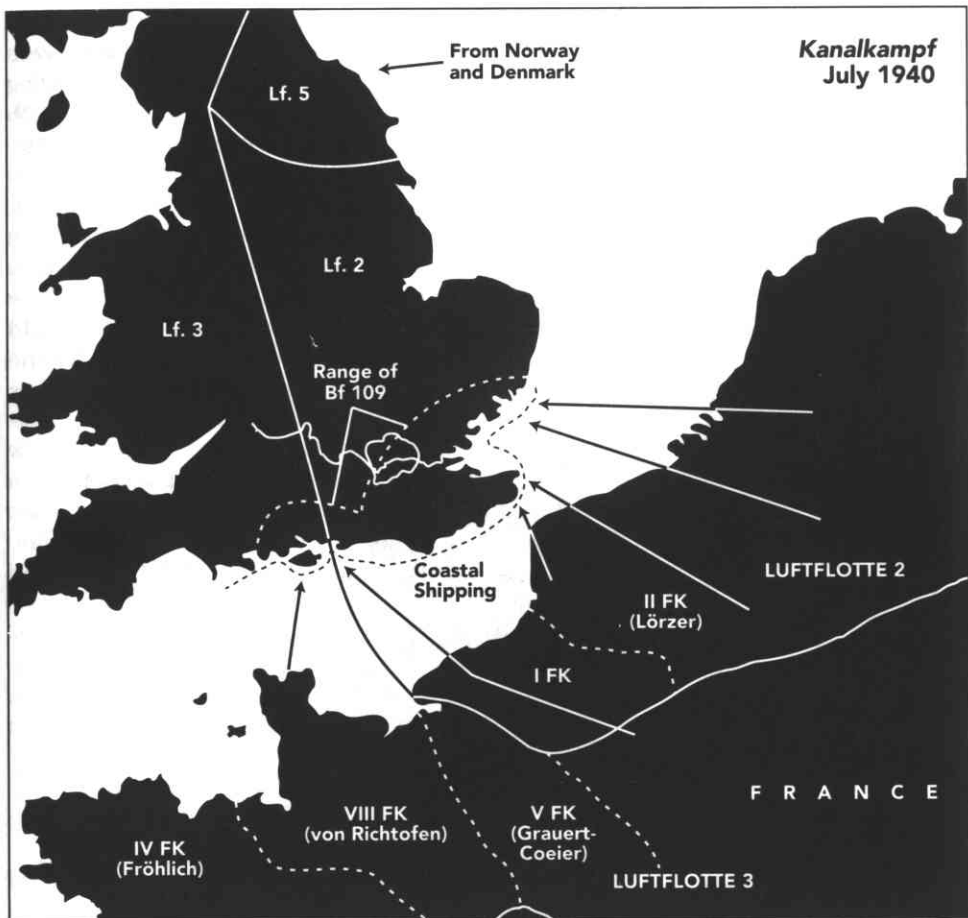 From Norway
and Denmark
Kanalkampf
July 1940
Lf. 5
Lf. 2
Lf. 3
Range of
Bf 109
Coastal
Shipping
LUFTFLOTTE 2
II FK
(Lörzer)
I FK
FRANCE
VIII FK
(von Richtofen)
V FK
(Grauert-
Coeier)
IV FK
(Fröhlich)
LUFTFLOTTE 3